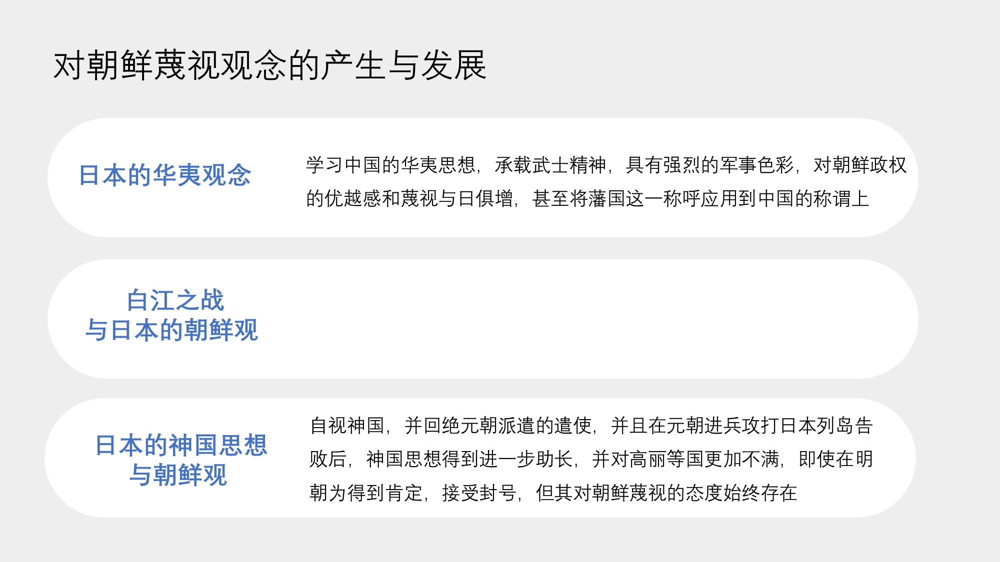 对朝鲜蔑视观念的产生与发展
日本的华夷观念
学习中国的华夷思想，承载武士精神，具有强烈的军事色彩，对朝鲜政权
的优越感和蔑视与日俱增，甚至将藩国这一称呼应用到中国的称谓上
白江之战
与日本的朝鲜观
日本的神国思想
与朝鲜观
自视神国，并回绝元朝派遣的遣使，并且在元朝进兵攻打日本列岛告
败后，神国思想得到进一步助长，并对高丽等国更加不满，即使在明
朝为得到肯定，接受封号，但其对朝鲜蔑视的态度始终存在